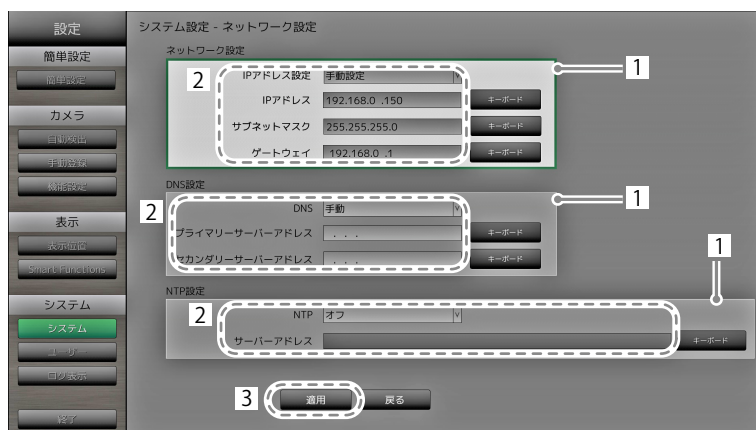 設定
簡単設定
簡単設定
カメラ
自動検出
手動登録
機能設定
表示
表示位置
Smart Functions
システム
システム
ユーザー
ログ表示
終了
システム設定 - ネットワーク設定
ネットワーク設定
1
2
IPアドレス設定 手動設定
IPアドレス 192.168.0 .150 キーボード
サブネットマスク 255.255.255.0 キーボード
ゲートウェイ 192.168.0 .1 キーボード
DNS設定
1
2
DNS 手動
プライマリーサーバーアドレス . . . キーボード
セカンダリーサーバーアドレス . . . キーボード
NTP設定
1
2
NTP オフ
サーバーアドレス キーボード
3
適用 戻る